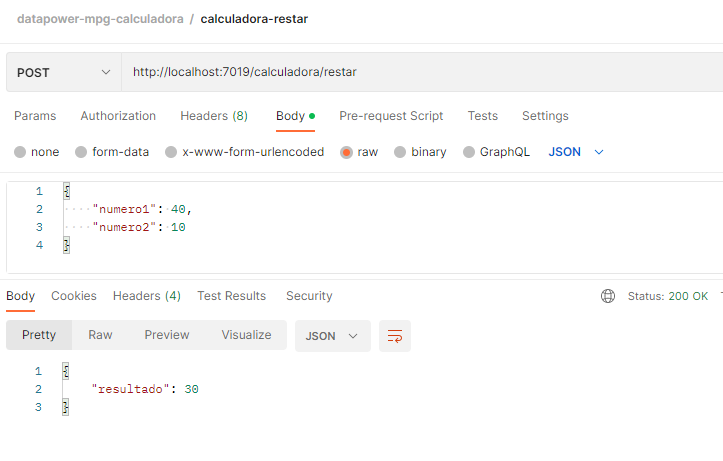 datapower-mpg-calculadora / calculadora-restar
POST http://localhost:7019/calculadora/restar
Params Authorization Headers (8) Body Pre-request Script Tests Settings
none form-data x-www-form-urlencoded raw binary GraphQL JSON
1 {
2 "numero1": 40,
3 "numero2": 10
4 }
Body Cookies Headers (4) Test Results Security Status: 200 OK
Pretty Raw Preview Visualize JSON
1 {
2 "resultado": 30
3 }